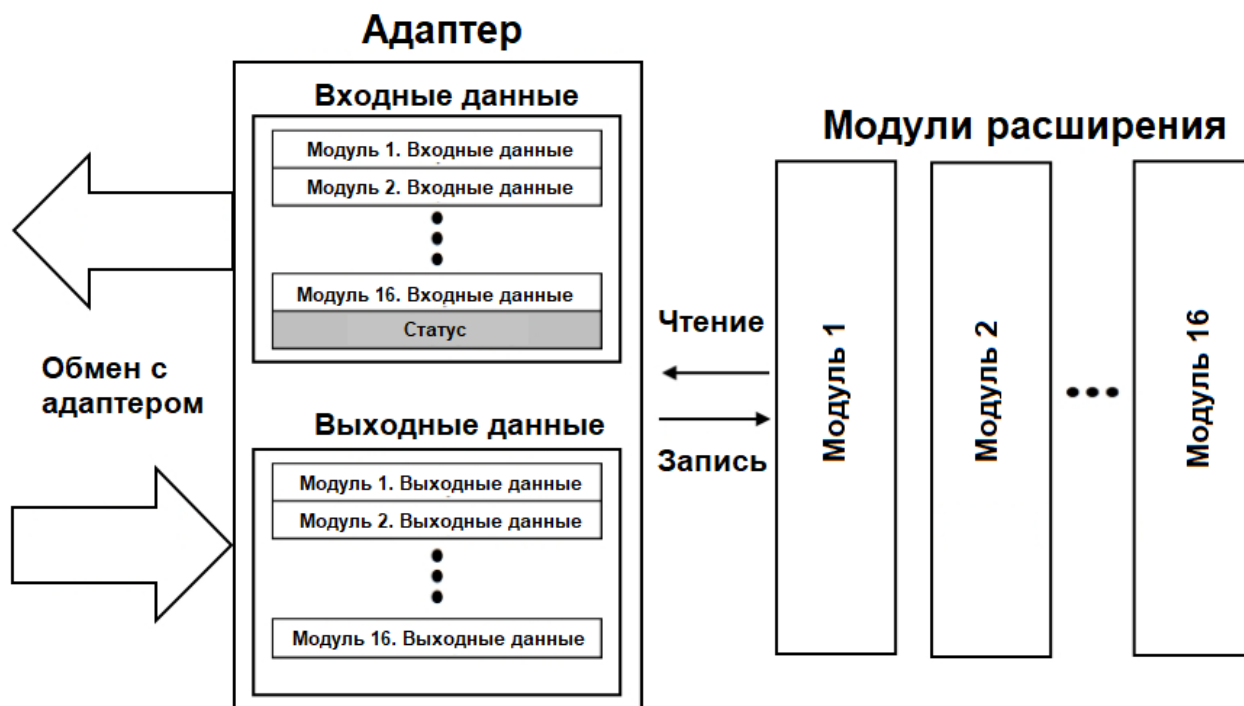 Адаптер
Входные данные
Модуль 1. Входные данные
Модуль 2. Входные данные
Модуль 16. Входные данные
Статус
Обмен с
адаптером
Выходные данные
Модуль 1. Выходные данные
Модуль 2. Выходные данные
Модуль 16. Выходные данные
Чтение
Запись
Модули расширения
Модуль 1
Модуль 2
Модуль 16